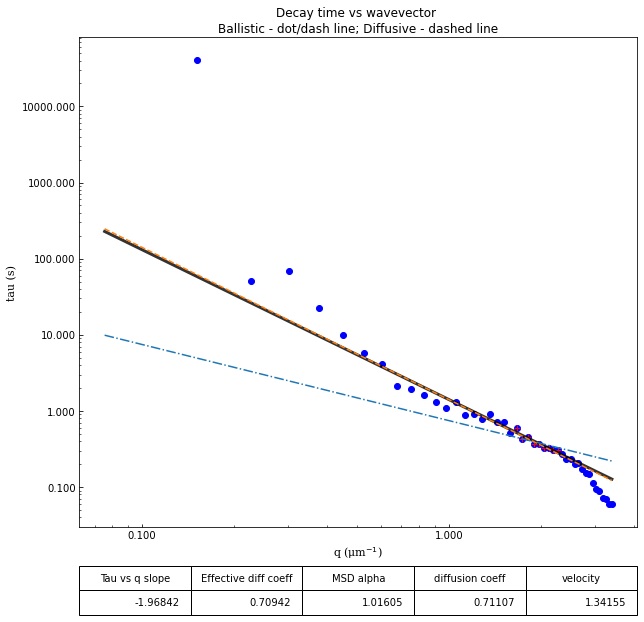 Decay time vs wavevector
Ballistic - dot/dash line; Diffusive - dashed line
10000.000
1000.000
100.000
10.000
1.000
0.100
tau (s)
0.100 1.000
q (μm⁻¹)
Tau vs q slope Effective diff coeff MSD alpha diffusion coeff velocity
-1.96842 0.70942 1.01605 0.71107 1.34155